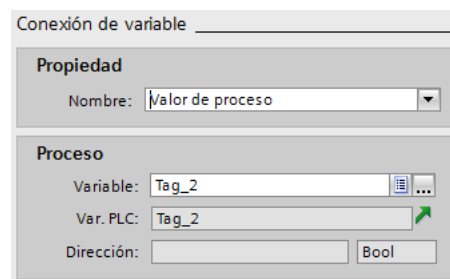 Conexión de variable
Propiedad
Nombre: Valor de proceso
Proceso
Variable: Tag_2 ...
Var. PLC: Tag_2
Dirección: Bool